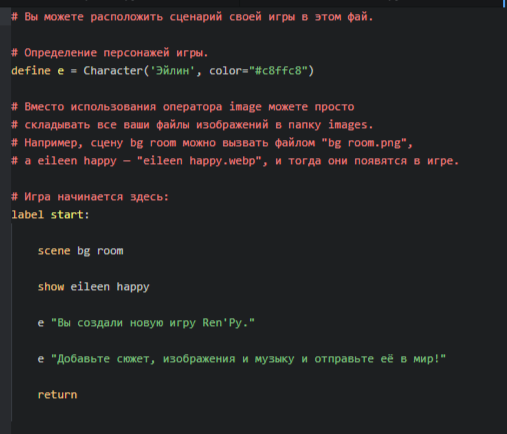 # Вы можете расположить сценарий своей игры в этом фай.
# Определение персонажей игры.
define e = Character('Эйлин', color="#c8ffc8")
# Вместо использования оператора image можете просто
# складывать все ваши файлы изображений в папку images.
# Например, сцену bg room можно вызвать файлом "bg room.png",
# а eileen happy — "eileen happy.webp", и тогда они появятся в игре.
# Игра начинается здесь:
label start:
scene bg room
show eileen happy
e "Вы создали новую игру Ren'Py."
e "Добавьте сюжет, изображения и музыку и отправьте её в мир!"
return